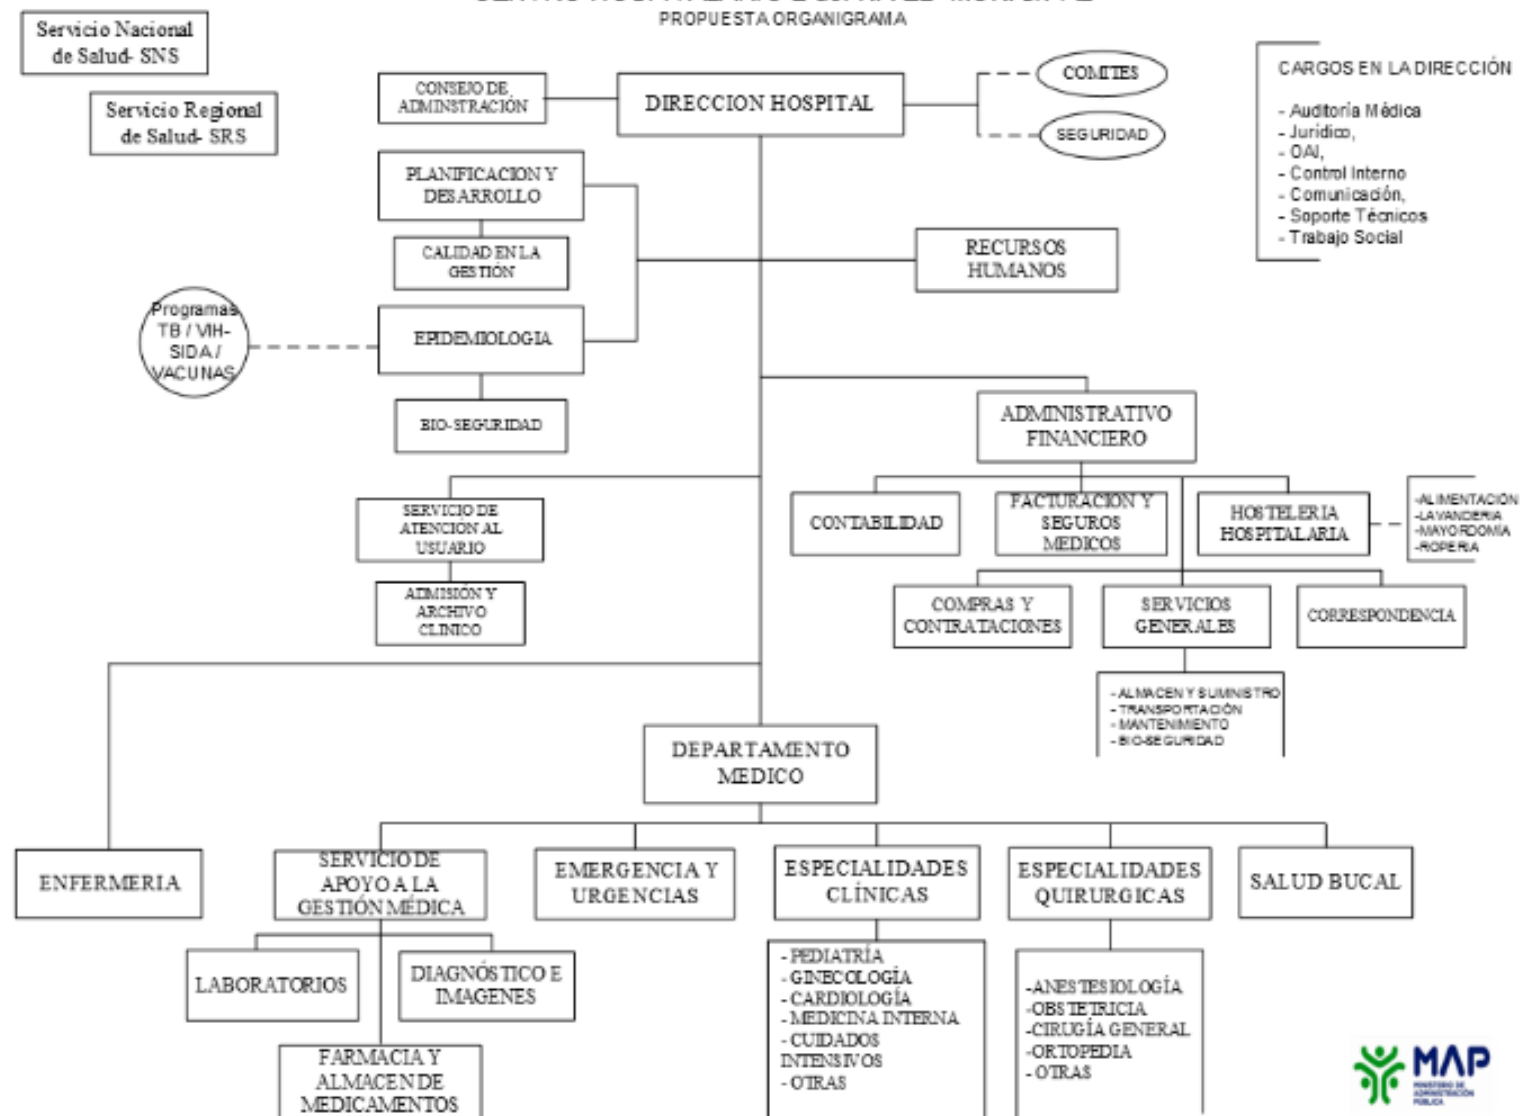 PROPUESTA ORGANIGRAMA
Servicio Nacional
de Salud- SNS
Servicio Regional
de Salud- SRS
CONSEJO DE
ADMINSTRACIÓN
DIRECCION HOSPITAL
COMITES
SEGURIDAD
CARGOS EN LA DIRECCIÓN
- Auditoría Médica
- Jurídico,
- OAI,
- Control Interno
- Comunicación,
- Soporte Técnicos
- Trabajo Social
PLANIFICACION Y
DESARROLLO
CALIDAD EN LA
GESTIÓN
RECURSOS
HUMANOS
Programas
TB / VIH-
SIDA /
VACUNAS
EPIDEMIOLOGIA
BIO-SEGURIDAD
ADMINISTRATIVO
FINANCIERO
SERVICIO DE
ATENCIÓN AL
USUARIO
ADMISIÓN Y
ARCHIVO
CLINICO
CONTABILIDAD
FACTURACION Y
SEGUROS
MEDICOS
HOSTELERIA
HOSPITALARIA
-ALIMENTACIÓN
-LAVANDERIA
-MAYORDOMIA
-ROPERIA
COMPRAS Y
CONTRATACIONES
SERVICIOS
GENERALES
CORRESPONDENCIA
- ALMACEN Y SUMINISTRO
- TRANSPORTACIÓN
- MANTENIMIENTO
- BIO-SEGURIDAD
DEPARTAMENTO
MEDICO
ENFERMERIA
SERVICIO DE
APOYO A LA
GESTIÓN MÉDICA
EMERGENCIA Y
URGENCIAS
ESPECIALIDADES
CLÍNICAS
ESPECIALIDADES
QUIRURGICAS
SALUD BUCAL
LABORATORIOS
DIAGNÓSTICO E
IMAGENES
FARMACIA Y
ALMACEN DE
MEDICAMENTOS
- PEDIATRÍA
- GINECOLOGÍA
- CARDIOLOGÍA
- MEDICINA INTERNA
- CUIDADOS
INTENSIVOS
- OTRAS
-ANESTESIOLOGÍA
-OBSTETRICIA
-CIRUGÍA GENERAL
-ORTOPEDIA
- OTRAS
MAP
MINISTERIO DE
ADMINISTRACIÓN
PÚBLICA